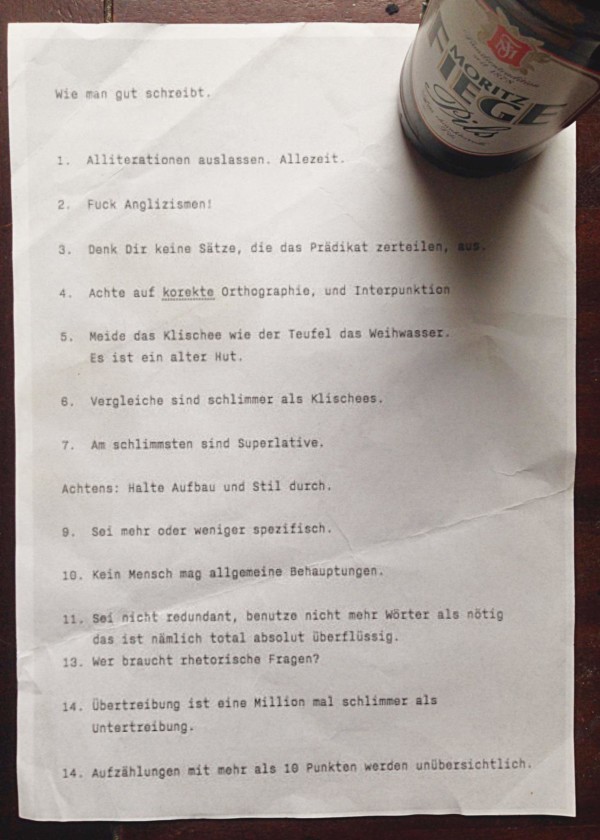 MORITZ
FIEGE
Pils
Wie man gut schreibt.
1. Alliterationen auslassen. Allezeit.
2. Fuck Anglizismen!
3. Denk Dir keine Sätze, die das Prädikat zerteilen, aus.
4. Achte auf korekte Orthographie, und Interpunktion
5. Meide das Klischee wie der Teufel das Weihwasser.
Es ist ein alter Hut.
6. Vergleiche sind schlimmer als Klischees.
7. Am schlimmsten sind Superlative.
Achtens: Halte Aufbau und Stil durch.
9. Sei mehr oder weniger spezifisch.
10. Kein Mensch mag allgemeine Behauptungen.
11. Sei nicht redundant, benutze nicht mehr Wörter als nötig
das ist nämlich total absolut überflüssig.
13. Wer braucht rhetorische Fragen?
14. Übertreibung ist eine Million mal schlimmer als
Untertreibung.
14. Aufzählungen mit mehr als 10 Punkten werden unübersichtlich.